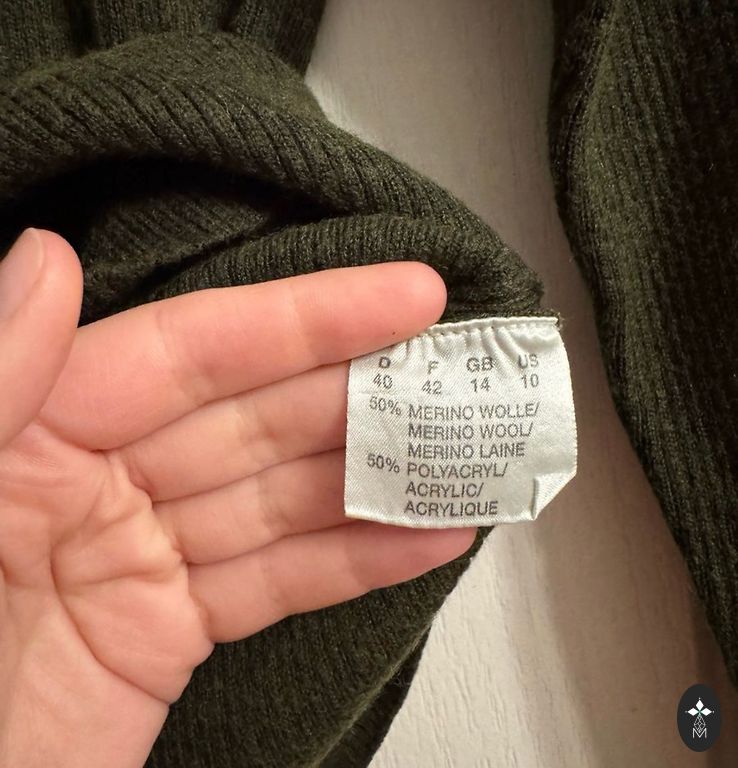 D F GB US
40 42 14 10
50% MERINO WOLLE/
MERINO WOOL/
MERINO LAINE
50% POLYACRYL/
ACRYLIC/
ACRYLIQUE
M